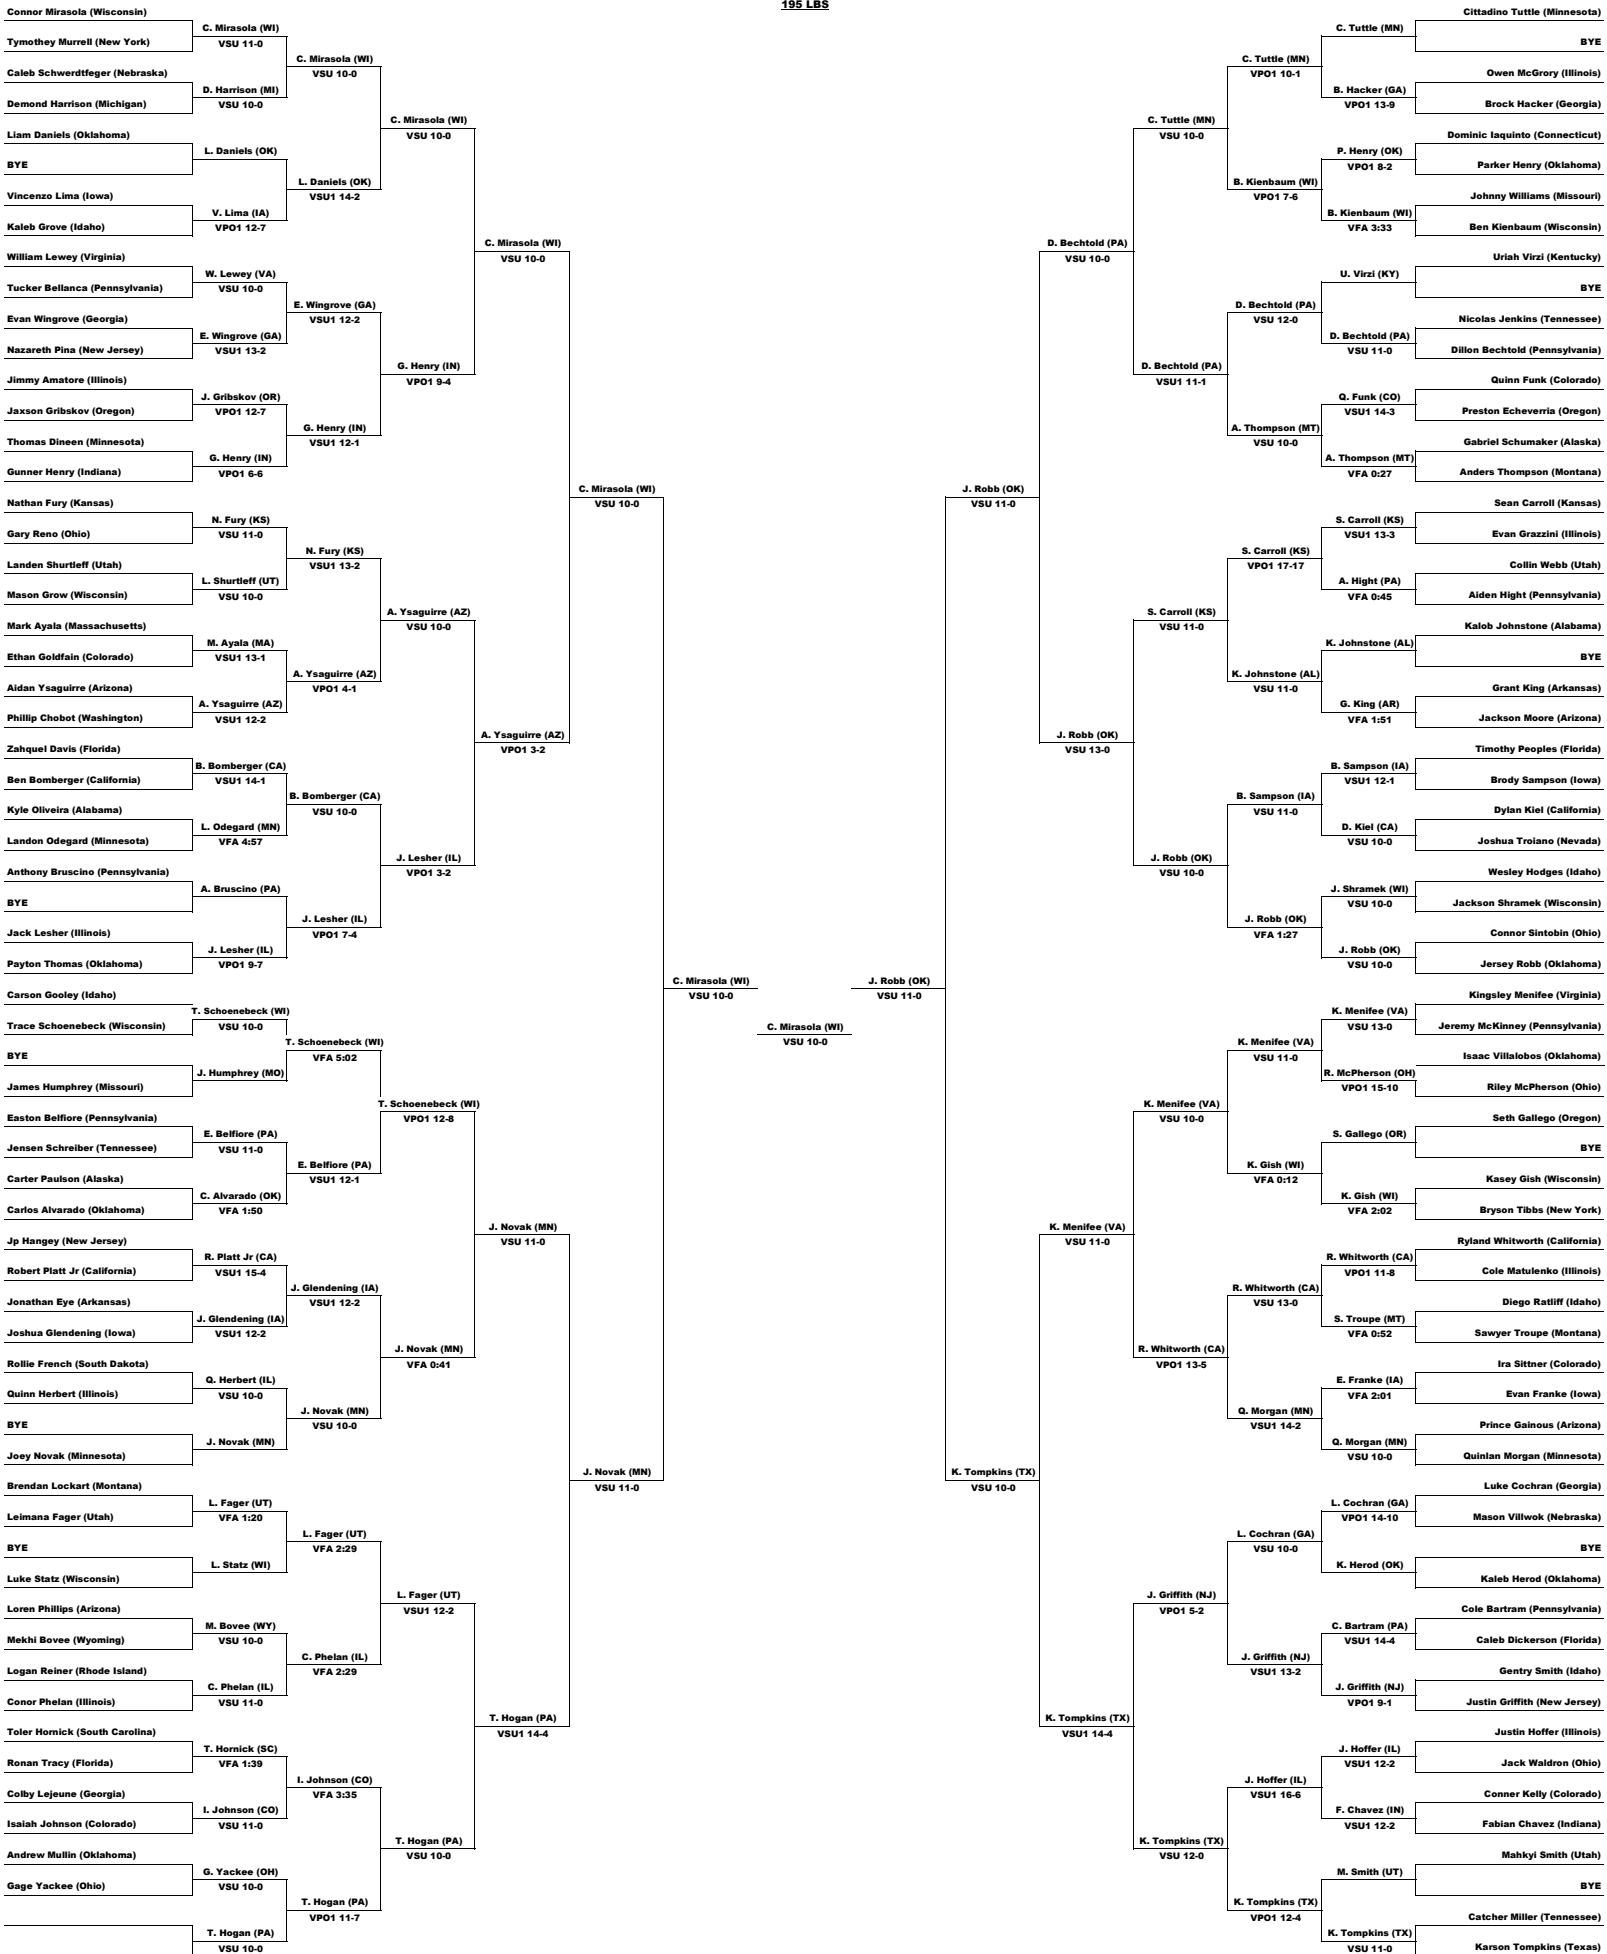 195 LBS
Connor Mirasola (Wisconsin)
Tymothey Murrell (New York)
Caleb Schwerdtfeger (Nebraska)
Demond Harrison (Michigan)
Liam Daniels (Oklahoma)
BYE
Vincenzo Lima (Iowa)
Kaleb Grove (Idaho)
William Lewey (Virginia)
Tucker Bellanca (Pennsylvania)
Evan Wingrove (Georgia)
Nazareth Pina (New Jersey)
Jimmy Amatore (Illinois)
Jaxson Gribskov (Oregon)
Thomas Dineen (Minnesota)
Gunner Henry (Indiana)
Nathan Fury (Kansas)
Gary Reno (Ohio)
Landen Shurtleff (Utah)
Mason Grow (Wisconsin)
Mark Ayala (Massachusetts)
Ethan Goldfain (Colorado)
Aidan Ysaguirre (Arizona)
Phillip Chobot (Washington)
Zahquel Davis (Florida)
Ben Bomberger (California)
Kyle Oliveira (Alabama)
Landon Odegard (Minnesota)
Anthony Bruscino (Pennsylvania)
BYE
Jack Lesher (Illinois)
Payton Thomas (Oklahoma)
Carson Gooley (Idaho)
Trace Schoenebeck (Wisconsin)
BYE
James Humphrey (Missouri)
Easton Belfiore (Pennsylvania)
Jensen Schreiber (Tennessee)
Carter Paulson (Alaska)
Carlos Alvarado (Oklahoma)
Jp Hangey (New Jersey)
Robert Platt Jr (California)
Jonathan Eye (Arkansas)
Joshua Glendening (Iowa)
Rollie French (South Dakota)
Quinn Herbert (Illinois)
BYE
Joey Novak (Minnesota)
Brendan Lockart (Montana)
Leimana Fager (Utah)
BYE
Luke Statz (Wisconsin)
Loren Phillips (Arizona)
Mekhi Bovee (Wyoming)
Logan Reiner (Rhode Island)
Conor Phelan (Illinois)
Toler Hornick (South Carolina)
Ronan Tracy (Florida)
Colby Lejeune (Georgia)
Isaiah Johnson (Colorado)
Andrew Mullin (Oklahoma)
Gage Yackee (Ohio)
C. Mirasola (WI)
VSU 11-0
D. Harrison (MI)
VSU 10-0
L. Daniels (OK)
V. Lima (IA)
VPO1 12-7
W. Lewey (VA)
VSU 10-0
E. Wingrove (GA)
VSU1 13-2
J. Gribskov (OR)
VPO1 12-7
G. Henry (IN)
VPO1 6-6
N. Fury (KS)
VSU 11-0
L. Shurtleff (UT)
VSU 10-0
M. Ayala (MA)
VSU1 13-1
A. Ysaguirre (AZ)
VSU1 12-2
B. Bomberger (CA)
VSU1 14-1
L. Odegard (MN)
VFA 4:57
A. Bruscino (PA)
J. Lesher (IL)
VPO1 9-7
T. Schoenebeck (WI)
VSU 10-0
J. Humphrey (MO)
E. Belfiore (PA)
VSU 11-0
C. Alvarado (OK)
VFA 1:50
R. Platt Jr (CA)
VSU1 15-4
J. Glendening (IA)
VSU1 12-2
Q. Herbert (IL)
VSU 10-0
J. Novak (MN)
L. Fager (UT)
VFA 1:20
L. Statz (WI)
M. Bovee (WY)
VSU 10-0
C. Phelan (IL)
VSU 11-0
T. Hornick (SC)
VFA 1:39
I. Johnson (CO)
VSU 11-0
G. Yackee (OH)
VSU 10-0
T. Hogan (PA)
VSU 10-0
C. Mirasola (WI)
VSU 10-0
L. Daniels (OK)
VSU1 14-2
E. Wingrove (GA)
VSU1 12-2
G. Henry (IN)
VSU1 12-1
N. Fury (KS)
VSU1 13-2
A. Ysaguirre (AZ)
VPO1 4-1
B. Bomberger (CA)
VSU 10-0
J. Lesher (IL)
VPO1 7-4
T. Schoenebeck (WI)
VFA 5:02
E. Belfiore (PA)
VSU1 12-1
J. Glendening (IA)
VSU1 12-2
J. Novak (MN)
VSU 10-0
L. Fager (UT)
VFA 2:29
C. Phelan (IL)
VFA 2:29
I. Johnson (CO)
VFA 3:35
T. Hogan (PA)
VPO1 11-7
C. Mirasola (WI)
VSU 10-0
G. Henry (IN)
VPO1 9-4
A. Ysaguirre (AZ)
VSU 10-0
J. Lesher (IL)
VPO1 3-2
T. Schoenebeck (WI)
VPO1 12-8
J. Novak (MN)
VFA 0:41
L. Fager (UT)
VSU1 12-2
T. Hogan (PA)
VSU 10-0
C. Mirasola (WI)
VSU 10-0
A. Ysaguirre (AZ)
VPO1 3-2
J. Novak (MN)
VSU 11-0
T. Hogan (PA)
VSU1 14-4
C. Mirasola (WI)
VSU 10-0
J. Novak (MN)
VSU 11-0
C. Mirasola (WI)
VSU 10-0
C. Mirasola (WI)
VSU 10-0
J. Robb (OK)
VSU 11-0
J. Robb (OK)
VSU 11-0
K. Tompkins (TX)
VSU 10-0
D. Bechtold (PA)
VSU 10-0
J. Robb (OK)
VSU 13-0
K. Menifee (VA)
VSU 11-0
K. Tompkins (TX)
VSU1 14-4
C. Tuttle (MN)
VSU 10-0
D. Bechtold (PA)
VSU1 11-1
S. Carroll (KS)
VSU 11-0
J. Robb (OK)
VSU 10-0
K. Menifee (VA)
VSU 10-0
R. Whitworth (CA)
VPO1 13-5
J. Griffith (NJ)
VPO1 5-2
K. Tompkins (TX)
VSU 12-0
C. Tuttle (MN)
VPO1 10-1
B. Kienbaum (WI)
VPO1 7-6
D. Bechtold (PA)
VSU 12-0
A. Thompson (MT)
VSU 10-0
S. Carroll (KS)
VPO1 17-17
K. Johnstone (AL)
VSU 11-0
B. Sampson (IA)
VSU 11-0
J. Robb (OK)
VFA 1:27
K. Menifee (VA)
VSU 11-0
K. Gish (WI)
VFA 0:12
R. Whitworth (CA)
VSU 13-0
Q. Morgan (MN)
VSU1 14-2
L. Cochran (GA)
VSU 10-0
J. Griffith (NJ)
VSU1 13-2
J. Hoffer (IL)
VSU1 16-6
K. Tompkins (TX)
VPO1 12-4
C. Tuttle (MN)
B. Hacker (GA)
VPO1 13-9
P. Henry (OK)
VPO1 8-2
B. Kienbaum (WI)
VFA 3:33
U. Virzi (KY)
D. Bechtold (PA)
VSU 11-0
Q. Funk (CO)
VSU1 14-3
A. Thompson (MT)
VFA 0:27
S. Carroll (KS)
VSU1 13-3
A. Hight (PA)
VFA 0:45
K. Johnstone (AL)
G. King (AR)
VFA 1:51
B. Sampson (IA)
VSU1 12-1
D. Kiel (CA)
VSU 10-0
J. Shramek (WI)
VSU 10-0
J. Robb (OK)
VSU 10-0
K. Menifee (VA)
VSU 13-0
R. McPherson (OH)
VPO1 15-10
S. Gallego (OR)
K. Gish (WI)
VFA 2:02
R. Whitworth (CA)
VPO1 11-8
S. Troupe (MT)
VFA 0:52
E. Franke (IA)
VFA 2:01
Q. Morgan (MN)
VSU 10-0
L. Cochran (GA)
VPO1 14-10
K. Herod (OK)
C. Bartram (PA)
VSU1 14-4
J. Griffith (NJ)
VPO1 9-1
J. Hoffer (IL)
VSU1 12-2
F. Chavez (IN)
VSU1 12-2
M. Smith (UT)
K. Tompkins (TX)
VSU 11-0
Cittadino Tuttle (Minnesota)
BYE
Owen McGrory (Illinois)
Brock Hacker (Georgia)
Dominic Iaquinto (Connecticut)
Parker Henry (Oklahoma)
Johnny Williams (Missouri)
Ben Kienbaum (Wisconsin)
Uriah Virzi (Kentucky)
BYE
Nicolas Jenkins (Tennessee)
Dillon Bechtold (Pennsylvania)
Quinn Funk (Colorado)
Preston Echeverria (Oregon)
Gabriel Schumaker (Alaska)
Anders Thompson (Montana)
Sean Carroll (Kansas)
Evan Grazzini (Illinois)
Collin Webb (Utah)
Aiden Hight (Pennsylvania)
Kalob Johnstone (Alabama)
BYE
Grant King (Arkansas)
Jackson Moore (Arizona)
Timothy Peoples (Florida)
Brody Sampson (Iowa)
Dylan Kiel (California)
Joshua Troiano (Nevada)
Wesley Hodges (Idaho)
Jackson Shramek (Wisconsin)
Connor Sintobin (Ohio)
Jersey Robb (Oklahoma)
Kingsley Menifee (Virginia)
Jeremy McKinney (Pennsylvania)
Isaac Villalobos (Oklahoma)
Riley McPherson (Ohio)
Seth Gallego (Oregon)
BYE
Kasey Gish (Wisconsin)
Bryson Tibbs (New York)
Ryland Whitworth (California)
Cole Matulenko (Illinois)
Diego Ratliff (Idaho)
Sawyer Troupe (Montana)
Ira Sittner (Colorado)
Evan Franke (Iowa)
Prince Gainous (Arizona)
Quinlan Morgan (Minnesota)
Luke Cochran (Georgia)
Mason Villwok (Nebraska)
BYE
Kaleb Herod (Oklahoma)
Cole Bartram (Pennsylvania)
Caleb Dickerson (Florida)
Gentry Smith (Idaho)
Justin Griffith (New Jersey)
Justin Hoffer (Illinois)
Jack Waldron (Ohio)
Conner Kelly (Colorado)
Fabian Chavez (Indiana)
Mahkyi Smith (Utah)
BYE
Catcher Miller (Tennessee)
Karson Tompkins (Texas)